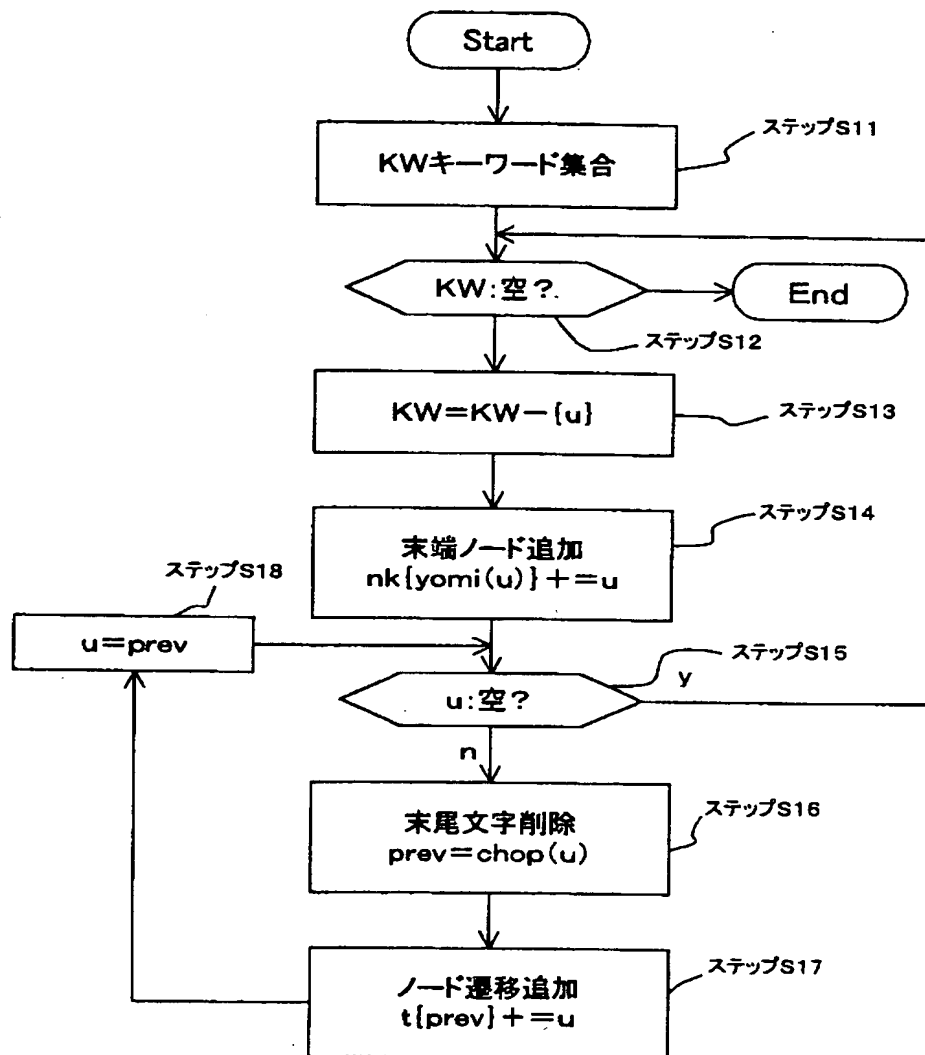 Start
ステップS11
KWキーワード集合
KW:空?
End
ステップS12
KW=KW-{u}
ステップS13
ステップS14
末端ノード追加
nk{yomi(u)}+=u
ステップS18
u=prev
ステップS15
u:空?
y
n
ステップS16
末尾文字削除
prev=chop(u)
ステップS17
ノード遷移追加
t{prev}+=u